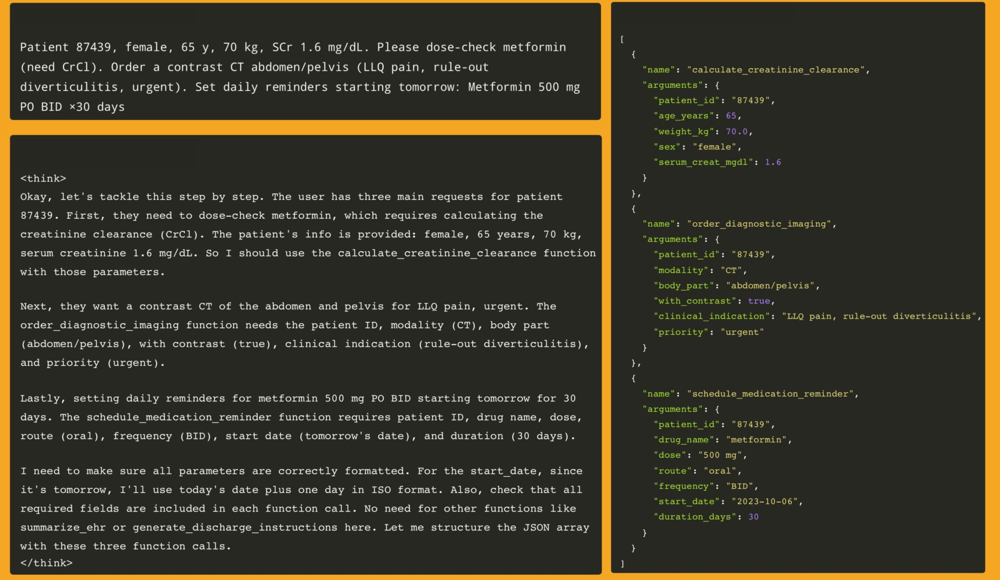 Patient 87439, female, 65 y, 70 kg, SCr 1.6 mg/dL. Please dose-check metformin
(need CrCl). Order a contrast CT abdomen/pelvis (LLQ pain, rule-out
diverticulitis, urgent). Set daily reminders starting tomorrow: Metformin 500 mg
PO BID ×30 days
<think>
Okay, let's tackle this step by step. The user has three main requests for patient
87439. First, they need to dose-check metformin, which requires calculating the
creatinine clearance (CrCl). The patient's info is provided: female, 65 years, 70 kg,
serum creatinine 1.6 mg/dL. So I should use the calculate_creatinine_clearance function
with those parameters.
Next, they want a contrast CT of the abdomen and pelvis for LLQ pain, urgent. The
order_diagnostic_imaging function needs the patient ID, modality (CT), body part
(abdomen/pelvis), with contrast (true), clinical indication (rule-out diverticulitis),
and priority (urgent).
Lastly, setting daily reminders for metformin 500 mg PO BID starting tomorrow for 30
days. The schedule_medication_reminder function requires patient ID, drug name, dose,
route (oral), frequency (BID), start date (tomorrow's date), and duration (30 days).
I need to make sure all parameters are correctly formatted. For the start_date, since
it's tomorrow, I'll use today's date plus one day in ISO format. Also, check that all
required fields are included in each function call. No need for other functions like
summarize_ehr or generate_discharge_instructions here. Let me structure the JSON array
with these three function calls.
</think>
[
{
"name": "calculate_creatinine_clearance",
"arguments": {
"patient_id": "87439",
"age_years": 65,
"weight_kg": 70.0,
"sex": "female",
"serum_creat_mgdl": 1.6
}
},
{
"name": "order_diagnostic_imaging",
"arguments": {
"patient_id": "87439",
"modality": "CT",
"body_part": "abdomen/pelvis",
"with_contrast": true,
"clinical_indication": "LLQ pain, rule-out diverticulitis",
"priority": "urgent"
}
},
{
"name": "schedule_medication_reminder",
"arguments": {
"patient_id": "87439",
"drug_name": "metformin",
"dose": "500 mg",
"route": "oral",
"frequency": "BID",
"start_date": "2023-10-06",
"duration_days": 30
}
}
]